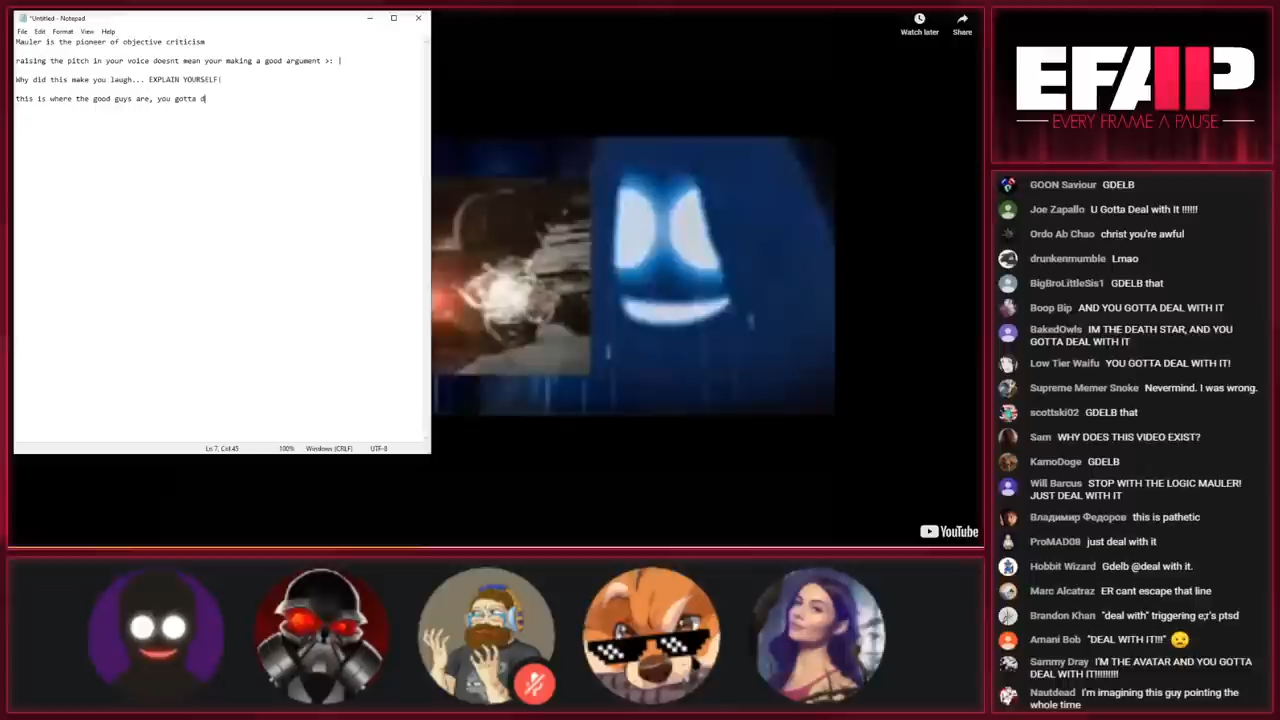 *Untitled - Notepad
File Edit Format View Help
Mauler is the pioneer of objective criticism
raising the pitch in your voice doesnt mean your making a good argument >: |
Why did this make you laugh... EXPLAIN YOURSELF!
this is where the good guys are, you gotta d
Ln 7, Col 45 100% Windows (CRLF) UTF-8
Watch later Share
YouTube
EFAP
EVERY FRAME A PAUSE
GOON Saviour GDELB
Joe Zapallo U Gotta Deal with It !!!!!!
Ordo Ab Chao christ you're awful
drunkenmumble Lmao
BigBroLittleSis1 GDELB that
Boop Bip AND YOU GOTTA DEAL WITH IT
BakedOwls IM THE DEATH STAR, AND YOU
GOTTA DEAL WITH IT
Low Tier Waifu YOU GOTTA DEAL WITH IT!
Supreme Memer Snoke Nevermind. I was wrong.
scottski02 GDELB that
Sam WHY DOES THIS VIDEO EXIST?
KamoDoge GDELB
Will Barcus STOP WITH THE LOGIC MAULER!
JUST DEAL WITH IT
Владимир Федоров this is pathetic
ProMAD08 just deal with it
Hobbit Wizard Gdelb @deal with it.
Marc Alcatraz ER cant escape that line
Brandon Khan "deal with" triggering e;r's ptsd
Amani Bob "DEAL WITH IT!!!" 😟
Sammy Dray I'M THE AVATAR AND YOU GOTTA
DEAL WITH IT!!!!!!!!!
Nautdead I'm imagining this guy pointing the
whole time